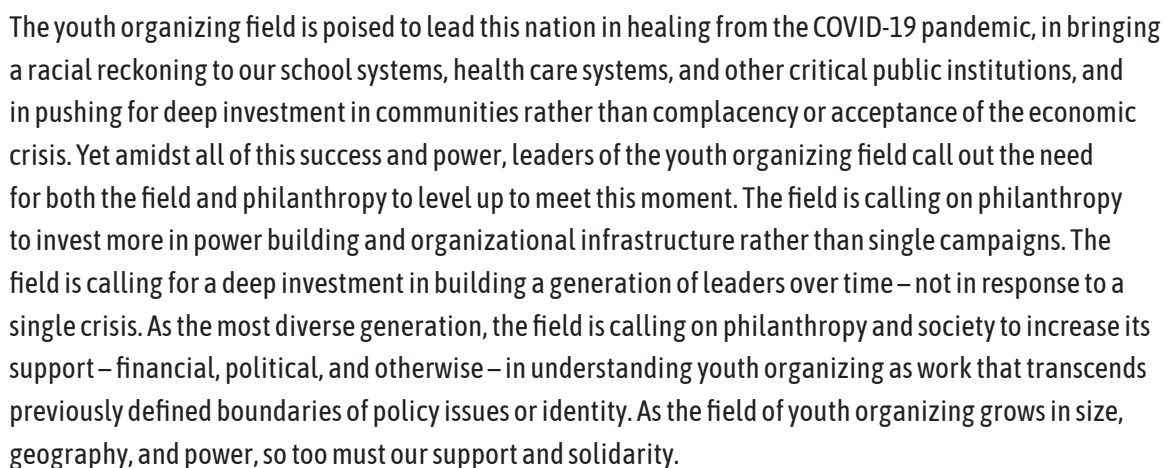 The youth organizing field is poised to lead this nation in healing from the COVID-19 pandemic, in bringing
a racial reckoning to our school systems, health care systems, and other critical public institutions, and
in pushing for deep investment in communities rather than complacency or acceptance of the economic
crisis. Yet amidst all of this success and power, leaders of the youth organizing field call out the need
for both the field and philanthropy to level up to meet this moment. The field is calling on philanthropy
to invest more in power building and organizational infrastructure rather than single campaigns. The
field is calling for a deep investment in building a generation of leaders over time – not in response to a
single crisis. As the most diverse generation, the field is calling on philanthropy and society to increase its
support – financial, political, and otherwise – in understanding youth organizing as work that transcends
previously defined boundaries of policy issues or identity. As the field of youth organizing grows in size,
geography, and power, so too must our support and solidarity.